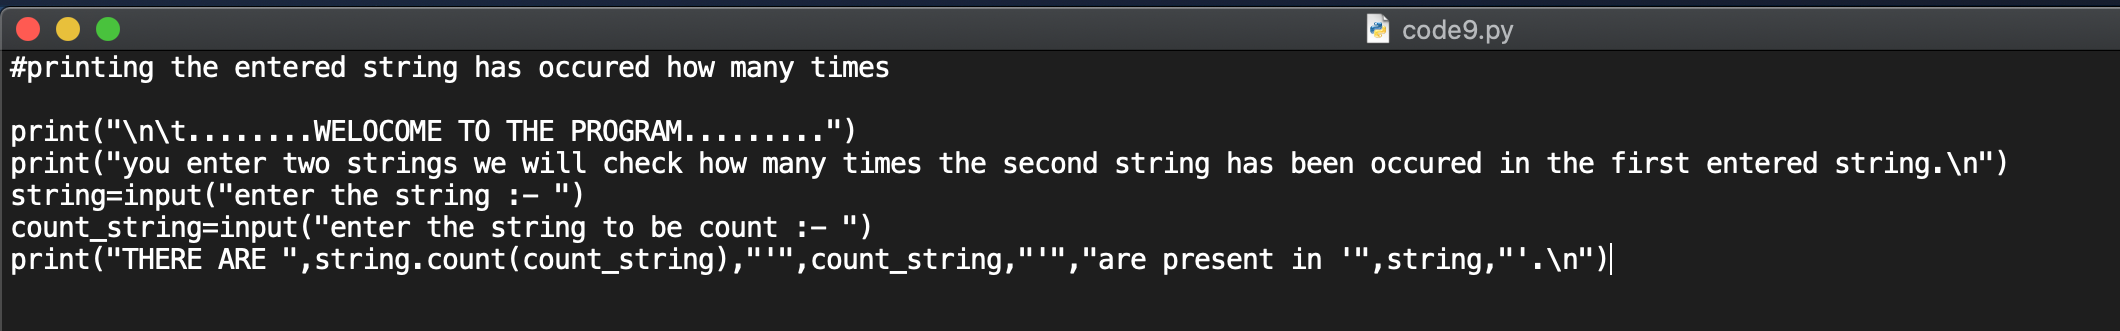 code9.py
#printing the entered string has occured how many times
print("\n\t........WELOCOME TO THE PROGRAM.........")
print("you enter two strings we will check how many times the second string has been occured in the first entered string.\n")
string=input("enter the string :- ")
count_string=input("enter the string to be count :- ")
print("THERE ARE ",string.count(count_string),"'",count_string,"'","are present in '",string,"'.\n")